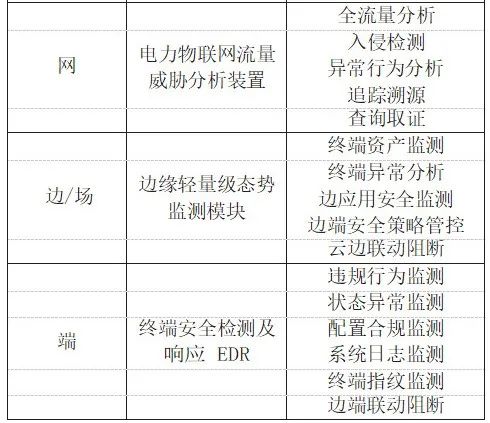 全流量分析
入侵检测
网
电力物联网流量
威胁分析装置
异常行为分析
追踪溯源
查询取证
终端资产监测
终端异常分析
边/场
边缘轻量级态势
监测模块
边应用安全监测
边端安全策略管控
云边联动阻断
违规行为监测
状态异常监测
端
终端安全检测及
响应 EDR
配置合规监测
系统日志监测
终端指纹监测
边端联动阻断